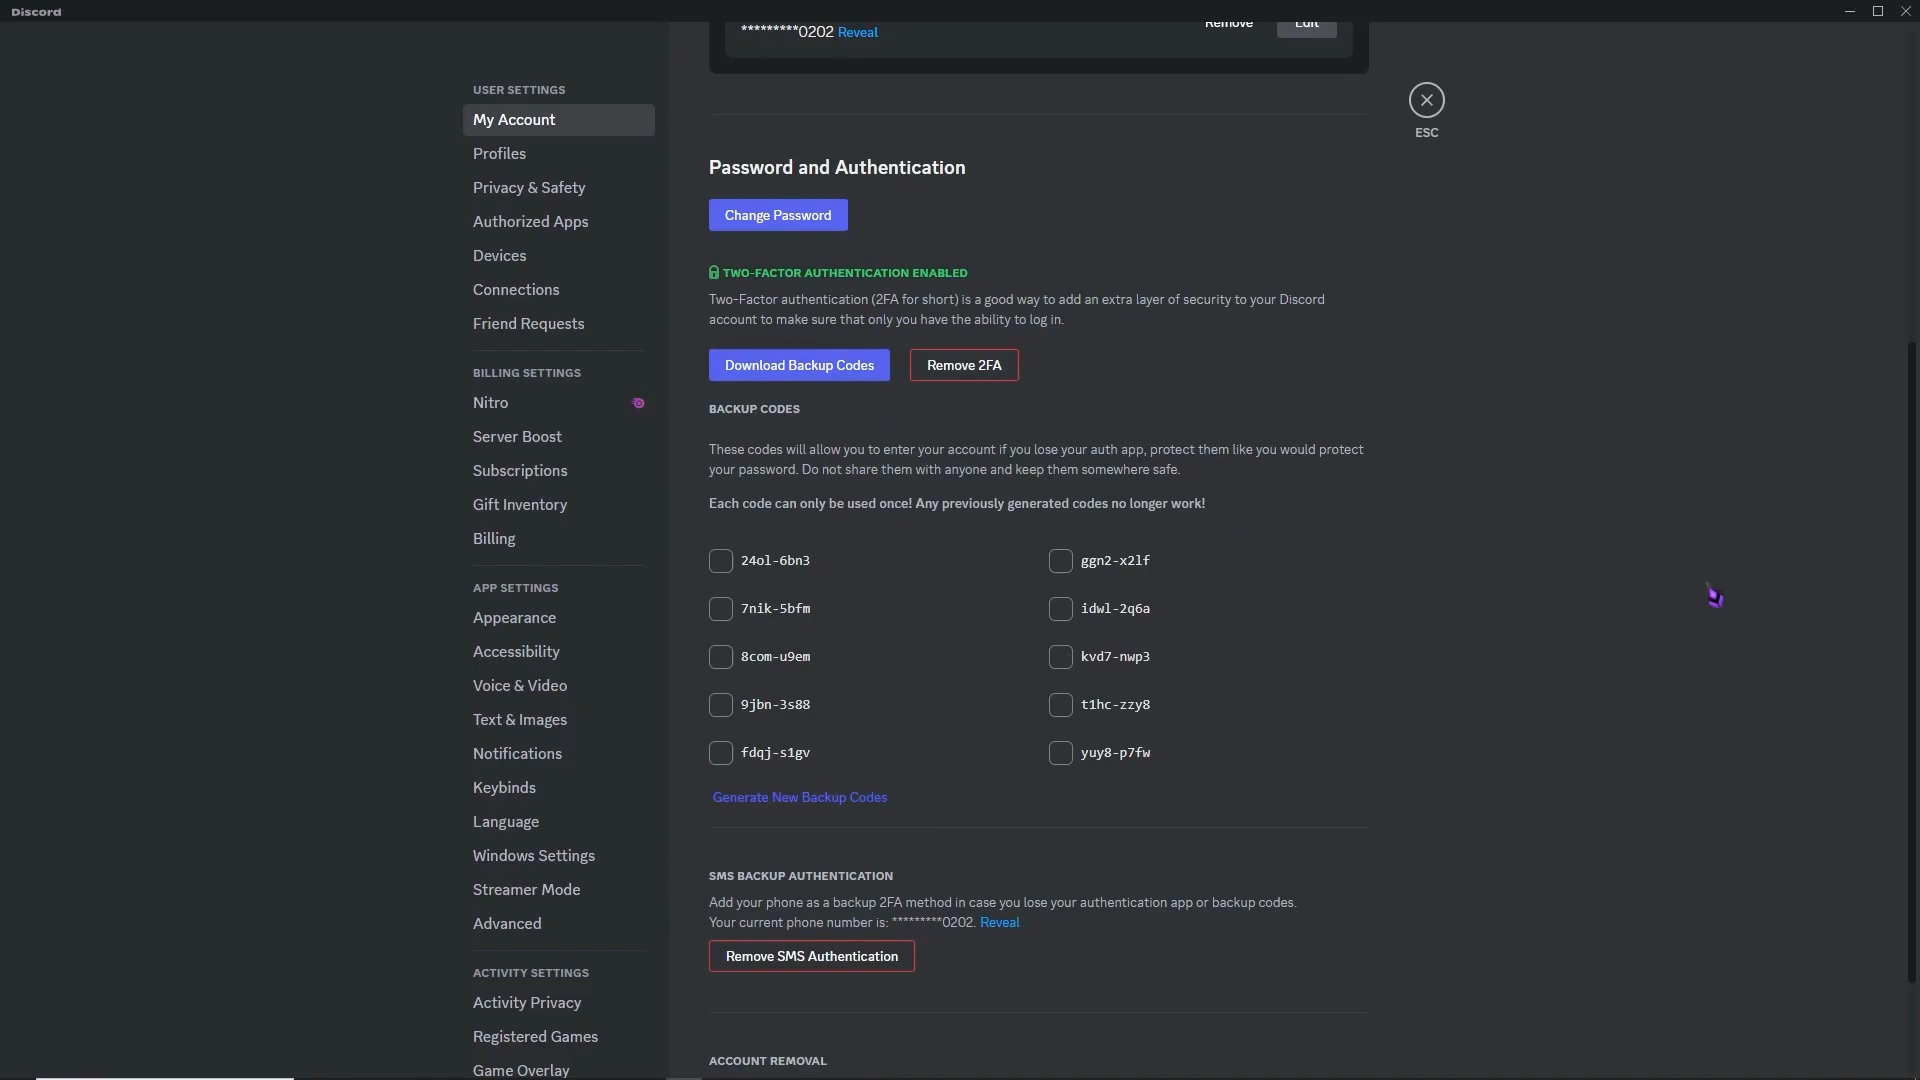 Discord
*********0202 Reveal
Remove
Edit
USER SETTINGS
My Account
Profiles
Privacy & Safety
Authorized Apps
Devices
Connections
Friend Requests
BILLING SETTINGS
Nitro
Server Boost
Subscriptions
Gift Inventory
Billing
APP SETTINGS
Appearance
Accessibility
Voice & Video
Text & Images
Notifications
Keybinds
Language
Windows Settings
Streamer Mode
Advanced
ACTIVITY SETTINGS
Activity Privacy
Registered Games
Game Overlay
ESC
Password and Authentication
Change Password
TWO-FACTOR AUTHENTICATION ENABLED
Two-Factor authentication (2FA for short) is a good way to add an extra layer of security to your Discord
account to make sure that only you have the ability to log in.
Download Backup Codes
Remove 2FA
BACKUP CODES
These codes will allow you to enter your account if you lose your auth app, protect them like you would protect
your password. Do not share them with anyone and keep them somewhere safe.
Each code can only be used once! Any previously generated codes no longer work!
24ol-6bn3
ggn2-x2lf
7nik-5bfm
idwl-2q6a
8com-u9em
kvd7-nwp3
9jbn-3s88
t1hc-zzy8
fdqj-s1gv
yuy8-p7fw
Generate New Backup Codes
SMS BACKUP AUTHENTICATION
Add your phone as a backup 2FA method in case you lose your authentication app or backup codes.
Your current phone number is: *********0202. Reveal
Remove SMS Authentication
ACCOUNT REMOVAL